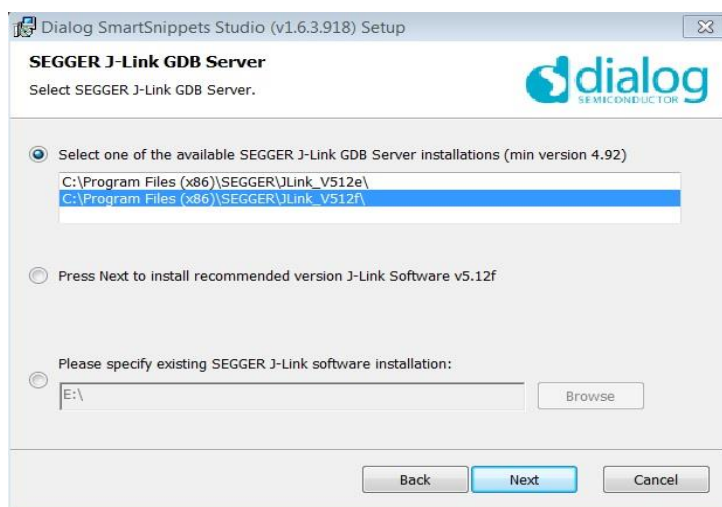 Dialog SmartSnippets Studio (v1.6.3.918) Setup
SEGGER J-Link GDB Server
Select SEGGER J-Link GDB Server.
dialog
SEMICONDUCTOR
Select one of the available SEGGER J-Link GDB Server installations (min version 4.92)
C:\Program Files (x86)\SEGGER\JLink_V512e\
C:\Program Files (x86)\SEGGER\JLink_V512f\
Press Next to install recommended version J-Link Software v5.12f
Please specify existing SEGGER J-Link software installation:
E:\
Browse
Back
Next
Cancel